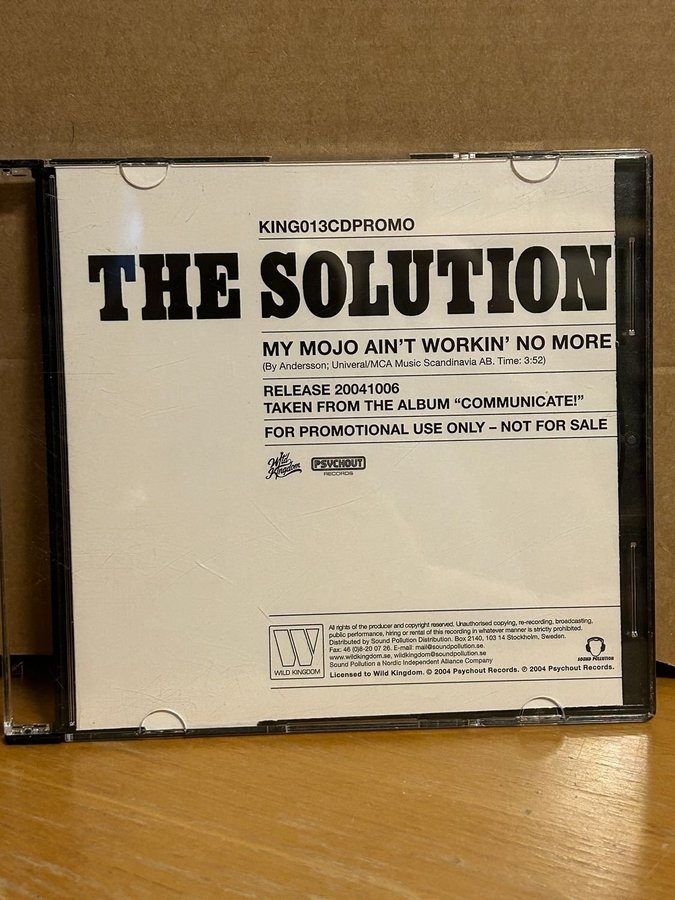 KING013CDPROMO
THE SOLUTION
MY MOJO AIN'T WORKIN' NO MORE
(By Andersson; Univeral/MCA Music Scandinavia AB. Time: 3:52)
RELEASE 20041006
TAKEN FROM THE ALBUM “COMMUNICATE!”
FOR PROMOTIONAL USE ONLY – NOT FOR SALE
Wild Kingdom
PSYCHOUT
RECORDS
W
WILD KINGDOM
All rights of the producer and copyright reserved. Unauthorised copying, re-recording, broadcasting,
public performance, hiring or rental of this recording in whatever manner is strictly prohibited.
Distributed by Sound Pollution Distribution. Box 2140, 103 14 Stockholm, Sweden.
Fax: 46 (0)8-20 07 26. E-mail: mail@soundpollution.se.
www.wildkingdom.se, wildkingdom@soundpollution.se
Sound Pollution a Nordic Independent Alliance Company
Licensed to Wild Kingdom. © 2004 Psychout Records. ℗ 2004 Psychout Records.
SOUND POLLUTION